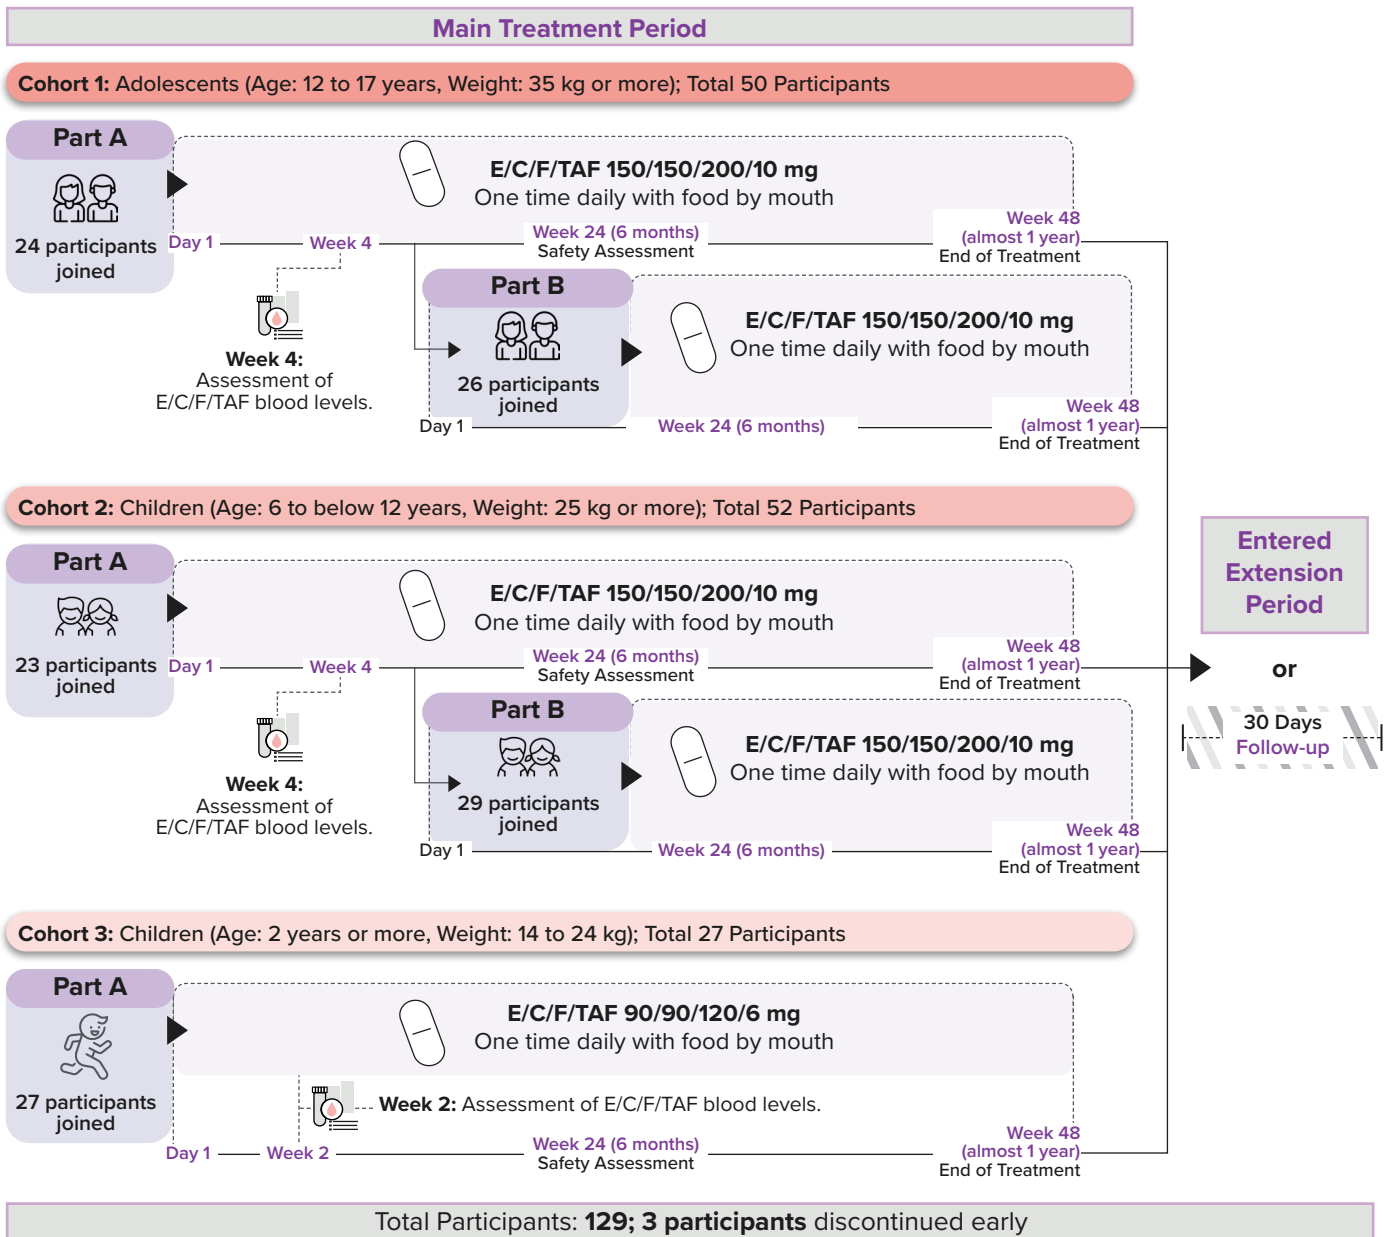 Main Treatment Period
Cohort 1: Adolescents (Age: 12 to 17 years, Weight: 35 kg or more); Total 50 Participants
Part A
24 participants
joined
E/C/F/TAF 150/150/200/10 mg
One time daily with food by mouth
Day 1
Week 4
Week 24 (6 months)
Safety Assessment
Week 48
(almost 1 year)
End of Treatment
Week 4:
Assessment of
E/C/F/TAF blood levels.
Part B
26 participants
joined
E/C/F/TAF 150/150/200/10 mg
One time daily with food by mouth
Day 1
Week 24 (6 months)
Week 48
(almost 1 year)
End of Treatment
Cohort 2: Children (Age: 6 to below 12 years, Weight: 25 kg or more); Total 52 Participants
Part A
23 participants
joined
E/C/F/TAF 150/150/200/10 mg
One time daily with food by mouth
Day 1
Week 4
Week 24 (6 months)
Safety Assessment
Week 48
(almost 1 year)
End of Treatment
Week 4:
Assessment of
E/C/F/TAF blood levels.
Part B
29 participants
joined
E/C/F/TAF 150/150/200/10 mg
One time daily with food by mouth
Day 1
Week 24 (6 months)
Week 48
(almost 1 year)
End of Treatment
Cohort 3: Children (Age: 2 years or more, Weight: 14 to 24 kg); Total 27 Participants
Part A
27 participants
joined
E/C/F/TAF 90/90/120/6 mg
One time daily with food by mouth
Week 2: Assessment of E/C/F/TAF blood levels.
Day 1
Week 2
Week 24 (6 months)
Safety Assessment
Week 48
(almost 1 year)
End of Treatment
Entered
Extension
Period
or
30 Days
Follow-up
Total Participants: 129; 3 participants discontinued early